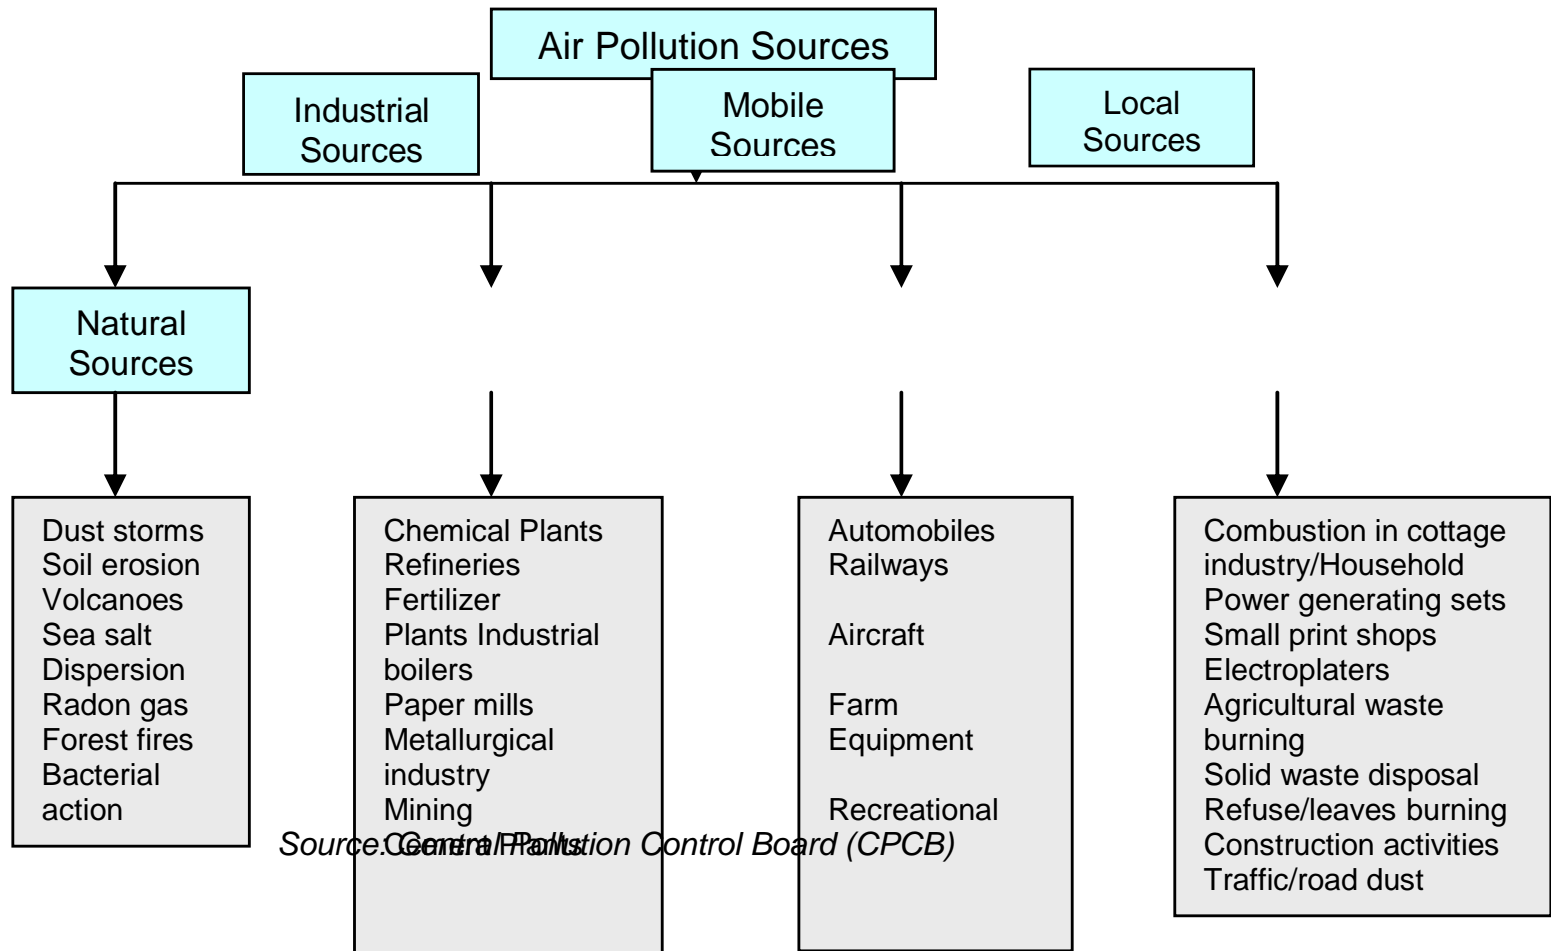 Air Pollution Sources
Industrial
Sources
Mobile
Sources
Local
Sources
Natural
Sources
Dust storms
Soil erosion
Volcanoes
Sea salt
Dispersion
Radon gas
Forest fires
Bacterial
action
Chemical Plants
Refineries
Fertilizer
Plants Industrial
boilers
Paper mills
Metallurgical
industry
Mining
Cement Plants
Automobiles
Railways
Aircraft
Farm
Equipment
Recreational
Combustion in cottage
industry/Household
Power generating sets
Small print shops
Electroplaters
Agricultural waste
burning
Solid waste disposal
Refuse/leaves burning
Construction activities
Traffic/road dust
Source: Central Pollution Control Board (CPCB)